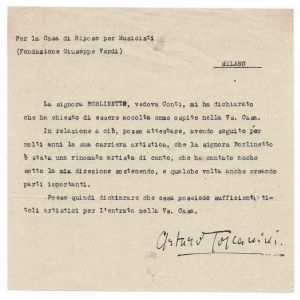 Per la Casa di Riposo per Musicisti
(Fondazione Giuseppe Verdi)
MILANO
La signora BORLINETTO, vedova Conti, mi ha dichiarato
che ha chiesto di essere accolta come ospite nella Vs. Casa.
In relazione a ciò, posso attestare, avendo seguito per
molti anni la sua carriera artistica, che la signora Borlinetto
è stata una rinomata artista di canto, che ha cantato anche
sotto la mia direzione sostenendo, e qualche volta anche creando
parti importanti.
Posso quindi dichiarare che essa possiede sufficienti ti-
toli artistici per l'entrata nella Vs. Casa.
Arturo Toscanini.